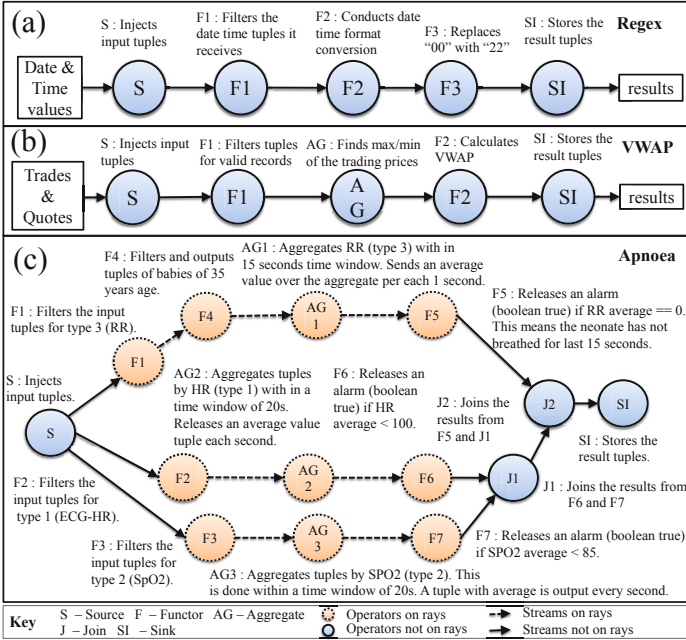 (a)
Regex
S : Injects
input tuples
F1 : Filters the
date time tuples it
receives
F2 : Conducts date
time format
conversion
F3 : Replaces
“00” with “22”
SI : Stores the
result tuples
Date &
Time
values
S
F1
F2
F3
SI
results
(b)
VWAP
S : Injects input
tuples
F1 : Filters tuples
for valid records
AG : Finds max/min
of the trading prices
F2 : Calculates
VWAP
SI : Stores the
result tuples
Trades
&
Quotes
S
F1
A
G
F2
SI
results
(c)
Apnoea
F4 : Filters and outputs
tuples of babies of 35
years age.
AG1 : Aggregates RR (type 3) with in
15 seconds time window. Sends an average
value over the aggregate per each 1 second.
F1 : Filters the input
tuples for type 3 (RR).
F5 : Releases an alarm
(boolean true) if RR average == 0.
This means the neonate has not
breathed for last 15 seconds.
F4
AG
1
F5
F1
S : Injects
input tuples.
AG2 : Aggregates tuples
by HR (type 1) with in a
time window of 20s.
Releases an average value
tuple each second.
F6 : Releases an
alarm (boolean
true) if HR
average < 100.
J2 : Joins the
results from
F5 and J1
J2
SI
S
SI : Stores the
result tuples.
F2 : Filters the
input tuples for
type 1 (ECG-HR).
F2
AG
2
F6
J1
J1 : Joins the results from
F6 and F7
F3 : Filters the
input tuples for
type 2 (SpO2).
F3
AG
3
F7
F7 : Releases an alarm (boolean true)
if SPO2 average < 85.
AG3 : Aggregates tuples by SPO2 (type 2). This
is done within a time window of 20s. A tuple with average is output every second.
Key
S – Source F – Functor AG – Aggregate
J – Join SI – Sink
Operators on rays
Operators not on rays
Streams on rays
Streams not on rays